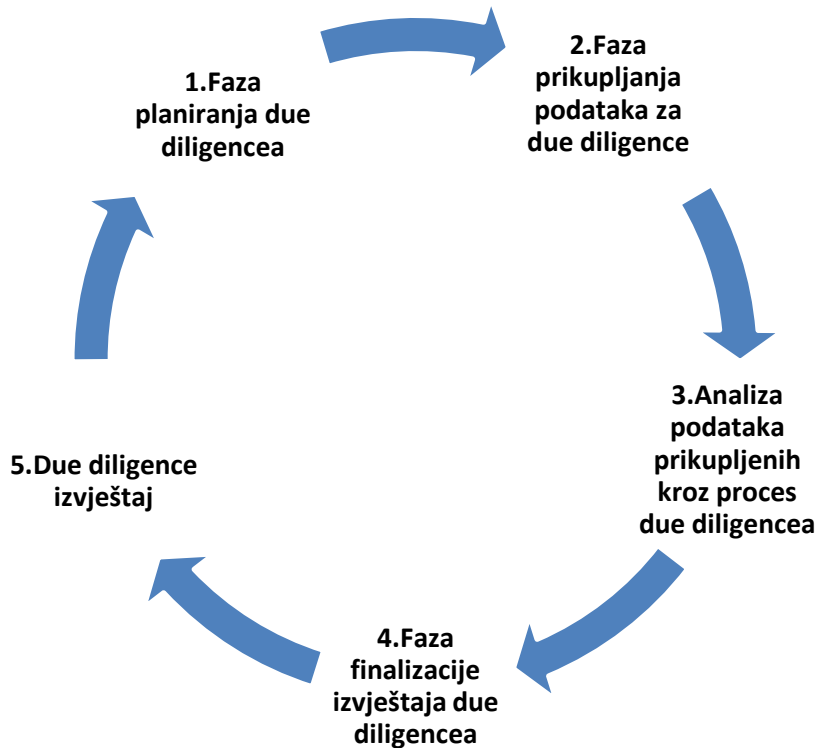 1.Faza
planiranja due
diligencea
2.Faza
prikupljanja
podataka za
due diligence
3.Analiza
podataka
prikupljenih
kroz proces
due diligencea
4.Faza
finalizacije
izvještaja due
diligencea
5.Due diligence
izvještaj